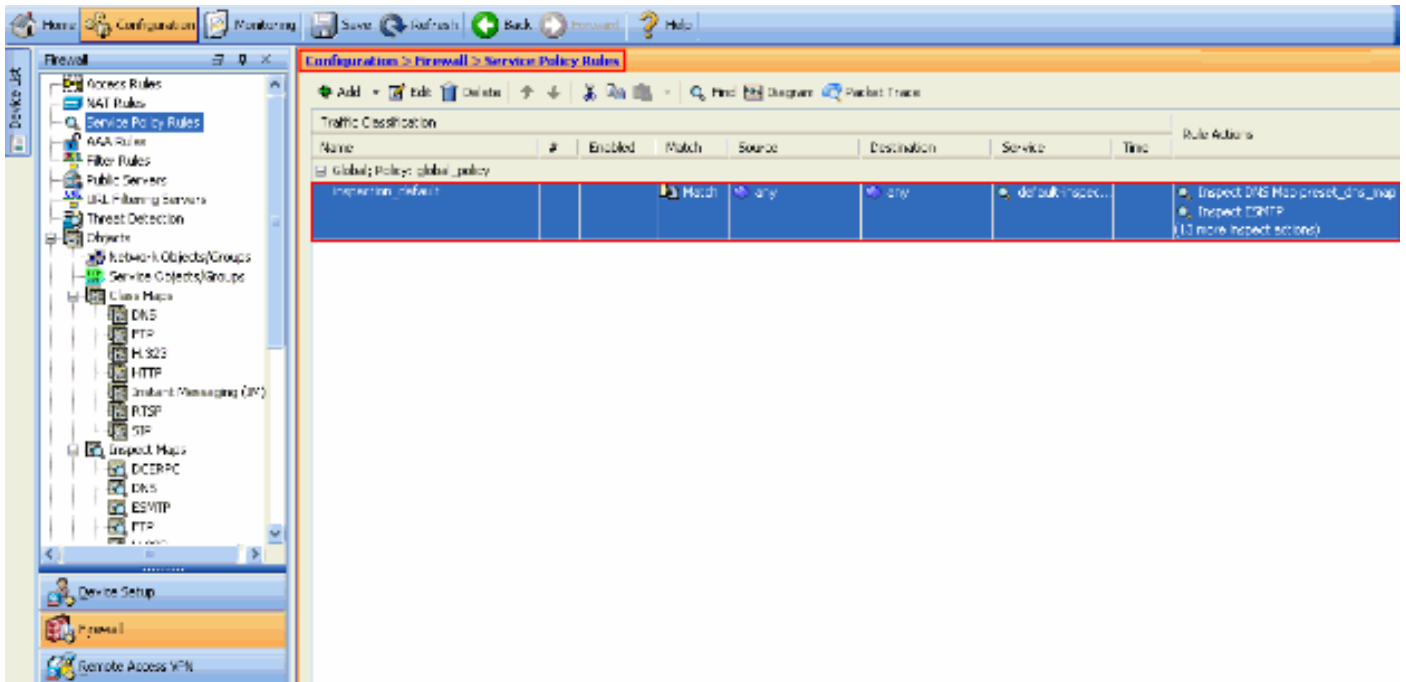 Home Configuration Monitoring Save Refresh Back Forward Help
Device List
Firewall
Access Rules
NAT Rules
Service Policy Rules
AAA Rules
Filter Rules
Public Servers
URL Filtering Servers
Threat Detection
Objects
Network Objects/Groups
Service Objects/Groups
Class Maps
DNS
FTP
H.323
HTTP
Instant Messaging (IM)
RTSP
SIP
Inspect Maps
DCERPC
DNS
ESMTP
FTP
Device Setup
Firewall
Remote Access VPN
Configuration > Firewall > Service Policy Rules
Add Edit Delete Find Diagram Packet Trace
Traffic Classification
Rule Actions
Name # Enabled Match Source Destination Service Time
Global; Policy: global_policy
inspection_default Match any any default-inspec...
Inspect DNS Map preset_dns_map
Inspect ESMTP
(13 more inspect actions)